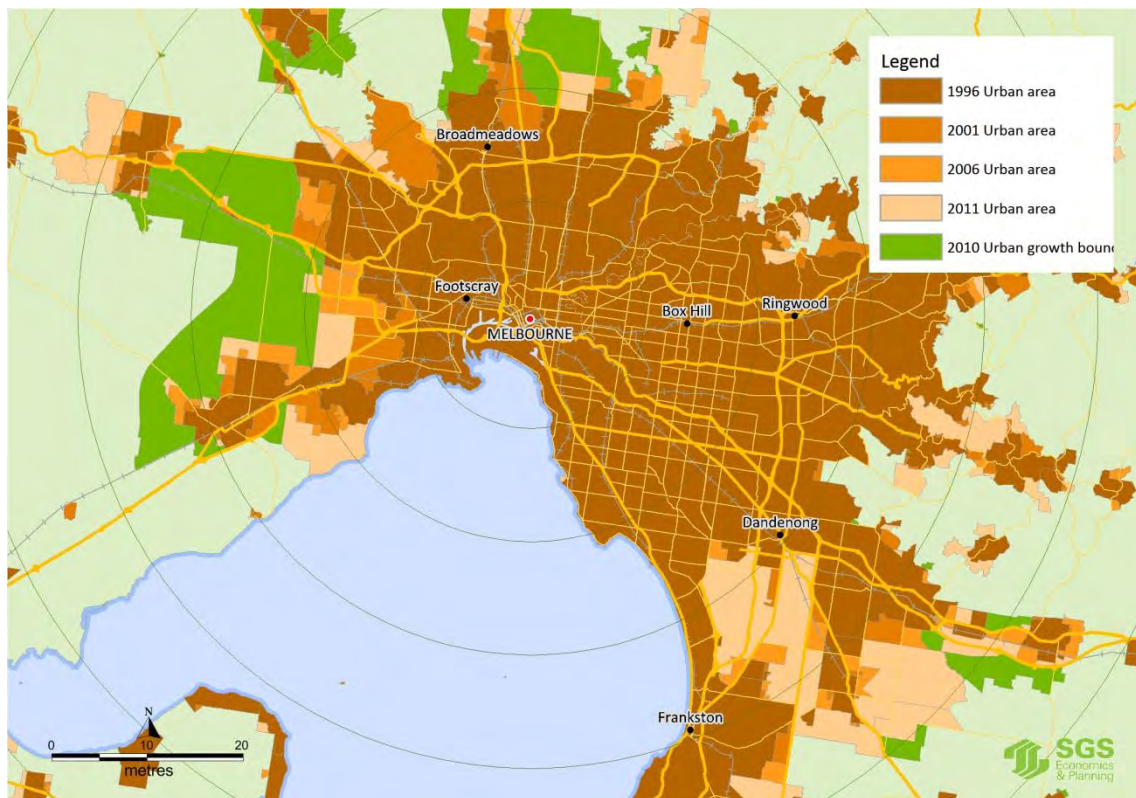 Legend
1996 Urban area
2001 Urban area
2006 Urban area
2011 Urban area
2010 Urban growth bound
Broadmeadows
Footscray
MELBOURNE
Box Hill
Ringwood
Dandenong
Frankston
N
0 10 20
metres
SGS
Economics
& Planning